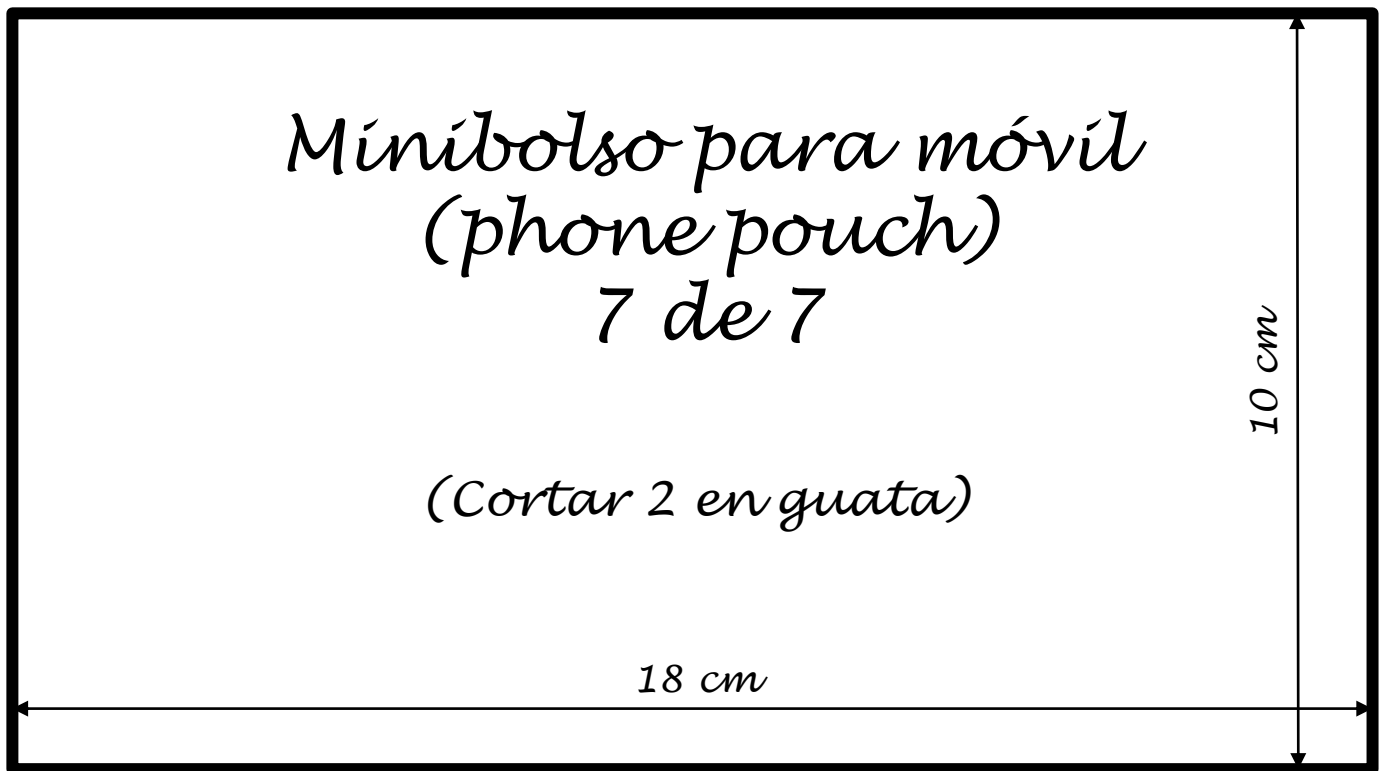 Minibolso para móvil
(phone pouch)
7 de 7
10 cm
(Cortar 2 en guata)
18 cm